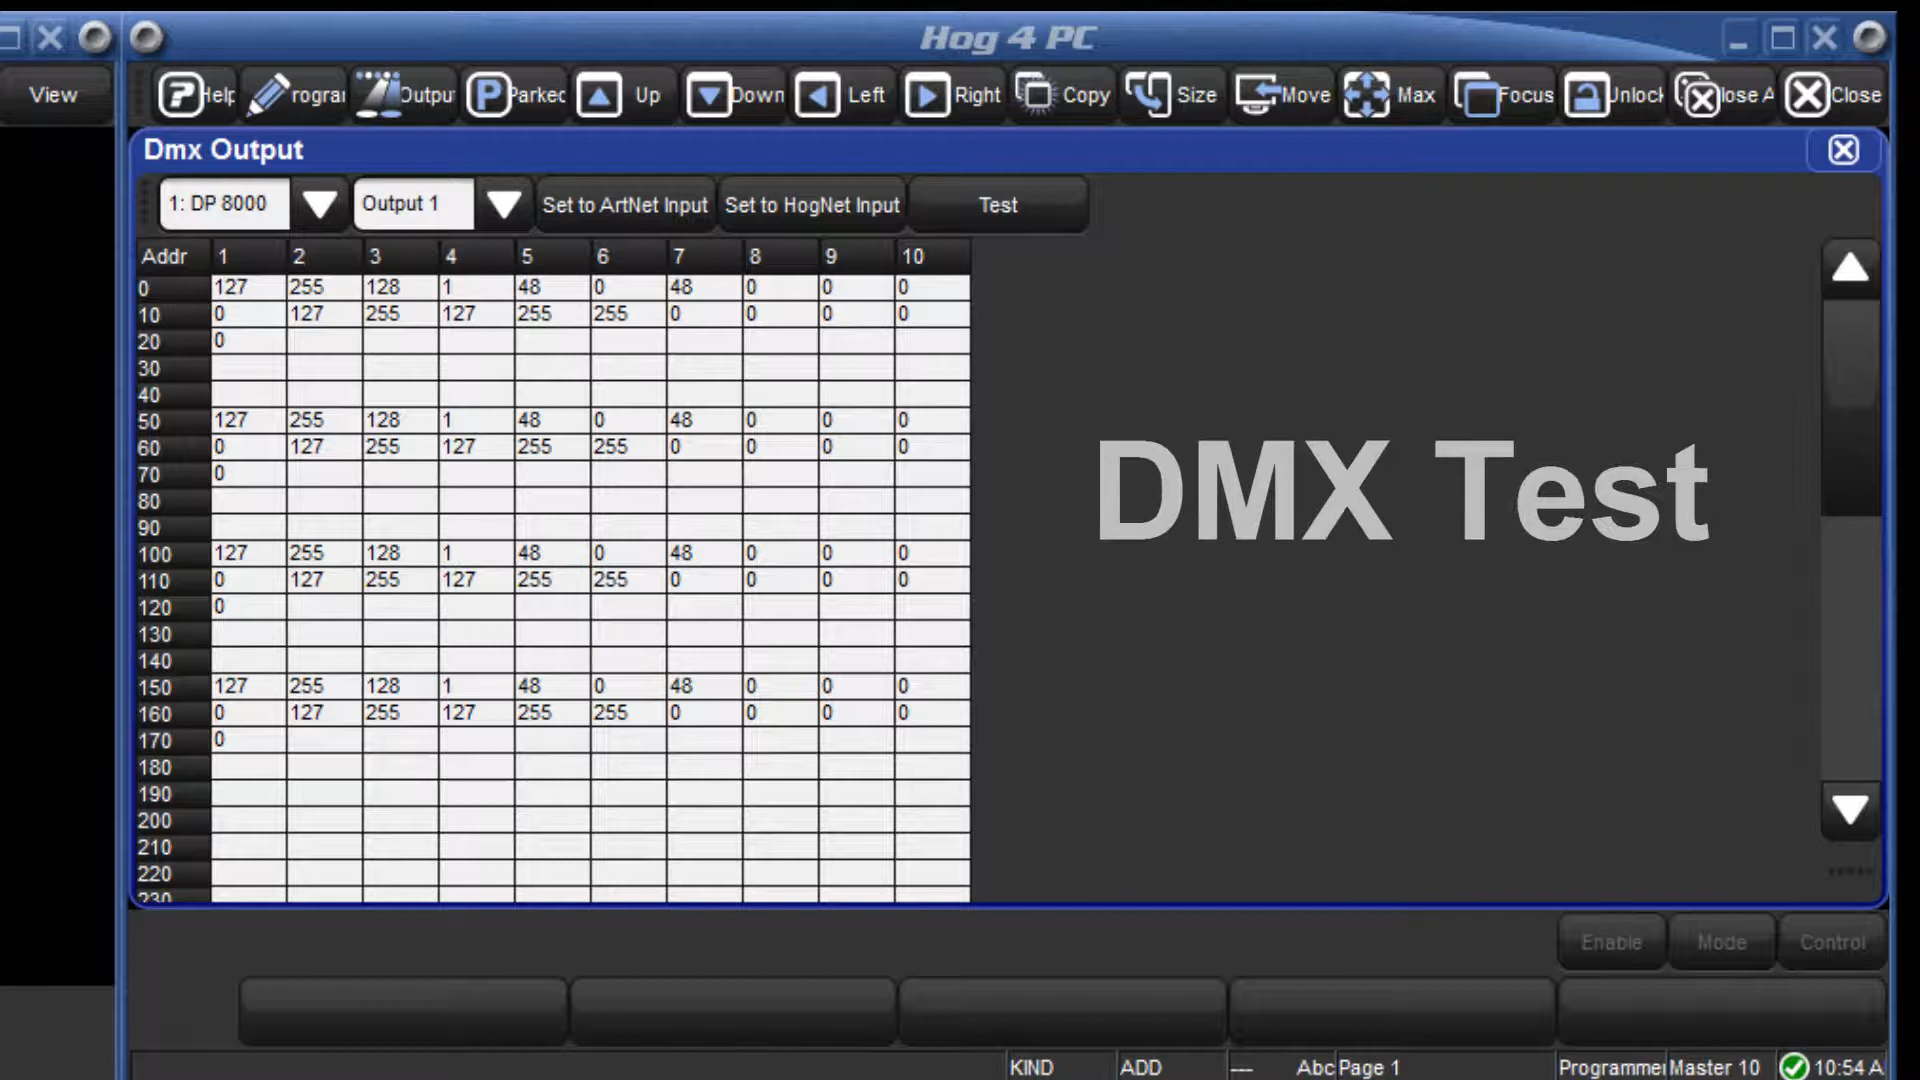 Hog 4 PC
View Help Progra Outpu Parked Up Down Left Right Copy Size Move Max Focus Unlock lose A Close
Dmx Output
1: DP 8000 Output 1 Set to ArtNet Input Set to HogNet Input Test
Addr 1 2 3 4 5 6 7 8 9 10
0 127 255 128 1 48 0 48 0 0 0
10 0 127 255 127 255 255 0 0 0 0
20 0
30
40
50 127 255 128 1 48 0 48 0 0 0
60 0 127 255 127 255 255 0 0 0 0
70 0
80
90
100 127 255 128 1 48 0 48 0 0 0
110 0 127 255 127 255 255 0 0 0 0
120 0
130
140
150 127 255 128 1 48 0 48 0 0 0
160 0 127 255 127 255 255 0 0 0 0
170 0
180
190
200
210
220
230
DMX Test
Enable Mode Control
KIND ADD --- Abc Page 1 Programmer Master 10 10:54 A